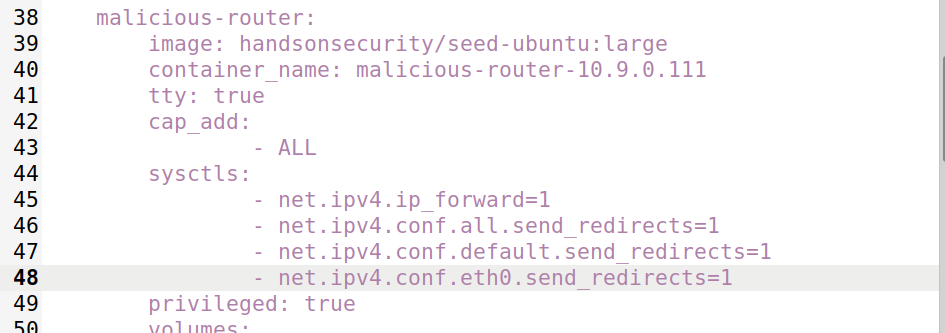 38 malicious-router:
39 image: handsonsecurity/seed-ubuntu:large
40 container_name: malicious-router-10.9.0.111
41 tty: true
42 cap_add:
43 - ALL
44 sysctls:
45 - net.ipv4.ip_forward=1
46 - net.ipv4.conf.all.send_redirects=1
47 - net.ipv4.conf.default.send_redirects=1
48 - net.ipv4.conf.eth0.send_redirects=1
49 privileged: true
50 volumes: